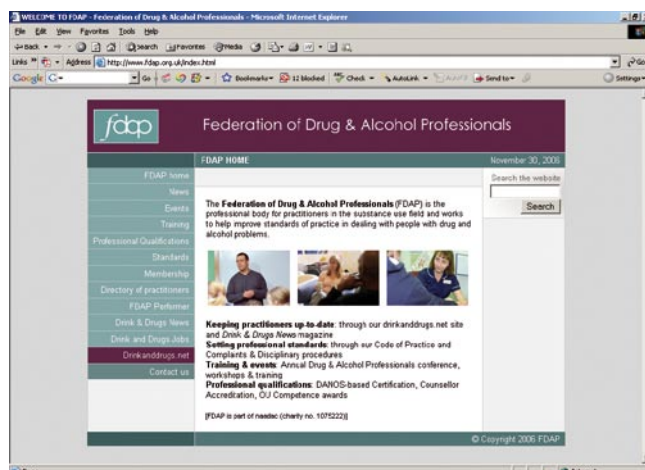 WELCOME TO FDAP - Federation of Drug & Alcohol Professionals - Microsoft Internet Explorer
File Edit View Favorites Tools Help
Back Search Favorites Media
Links Address http://www.fdap.org.uk/index.html Go
Google G Go Bookmarks 12 blocked Check AutoLink Send to Settings
fdap Federation of Drug & Alcohol Professionals
FDAP HOME November 30, 2006
FDAP home
News
Events
Training
Professional Qualifications
Standards
Membership
Directory of practitioners
FDAP Performer
Drink & Drugs News
Drink and Drugs Jobs
Drinkanddrugs.net
Contact us
The Federation of Drug & Alcohol Professionals (FDAP) is the
professional body for practitioners in the substance use field and works
to help improve standards of practice in dealing with people with drug and
alcohol problems.
Keeping practitioners up-to-date: through our drinkanddrugs.net site
and Drink & Drugs News magazine
Setting professional standards: through our Code of Practice and
Complaints & Disciplinary procedures
Training & events: Annual Drug & Alcohol Professionals conference,
workshops & training
Professional qualifications: DANOS-based Certification, Counsellor
Accreditation, OU Competence awards
[FDAP is part of naadac (charity no. 1075222)]
Search the website
Search
© Copyright 2006 FDAP